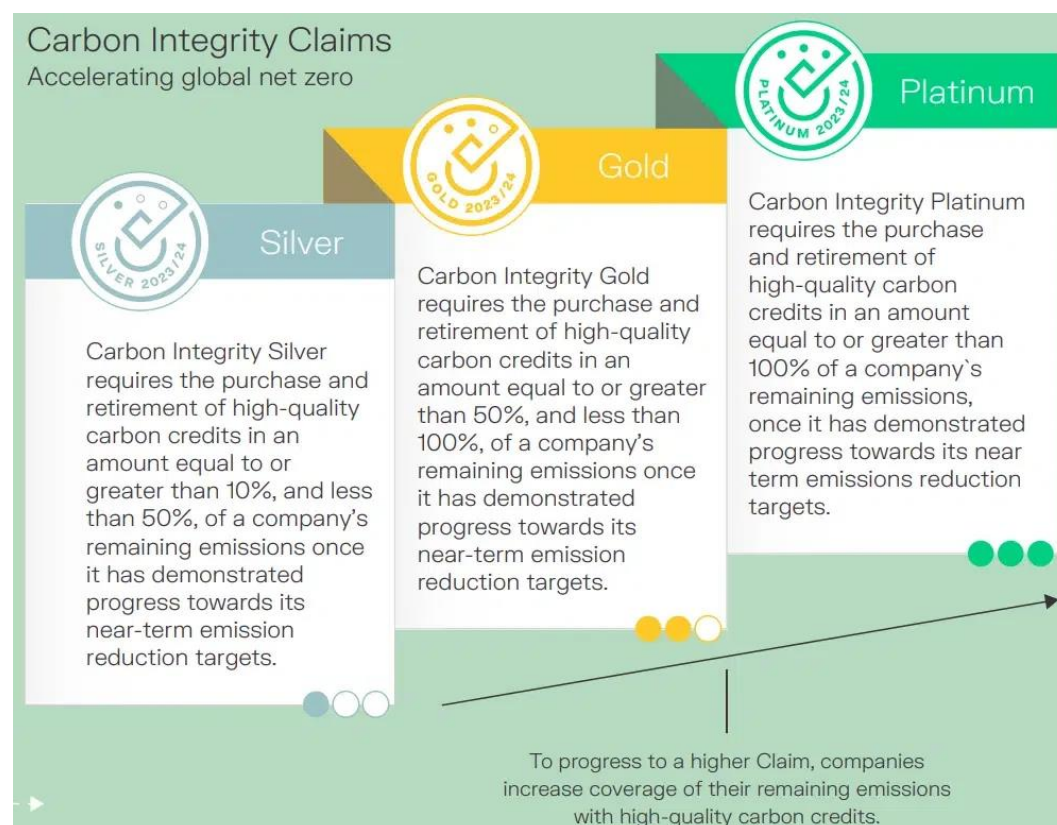 Carbon Integrity Claims
Accelerating global net zero
SILVER 2023/24
Silver
Carbon Integrity Silver
requires the purchase and
retirement of high-quality
carbon credits in an
amount equal to or
greater than 10%, and less
than 50%, of a company’s
remaining emissions once
it has demonstrated
progress towards its
near-term emission
reduction targets.
GOLD 2023/24
Gold
Carbon Integrity Gold
requires the purchase and
retirement of high-quality
carbon credits in an
amount equal to or greater
than 50%, and less than
100%, of a company’s
remaining emissions once
it has demonstrated
progress towards its
near-term emission
reduction targets.
PLATINUM 2023/24
Platinum
Carbon Integrity Platinum
requires the purchase
and retirement of
high-quality carbon
credits in an amount
equal to or greater than
100% of a company`s
remaining emissions,
once it has demonstrated
progress towards its near
term emissions reduction
targets.
To progress to a higher Claim, companies
increase coverage of their remaining emissions
with high-quality carbon credits.